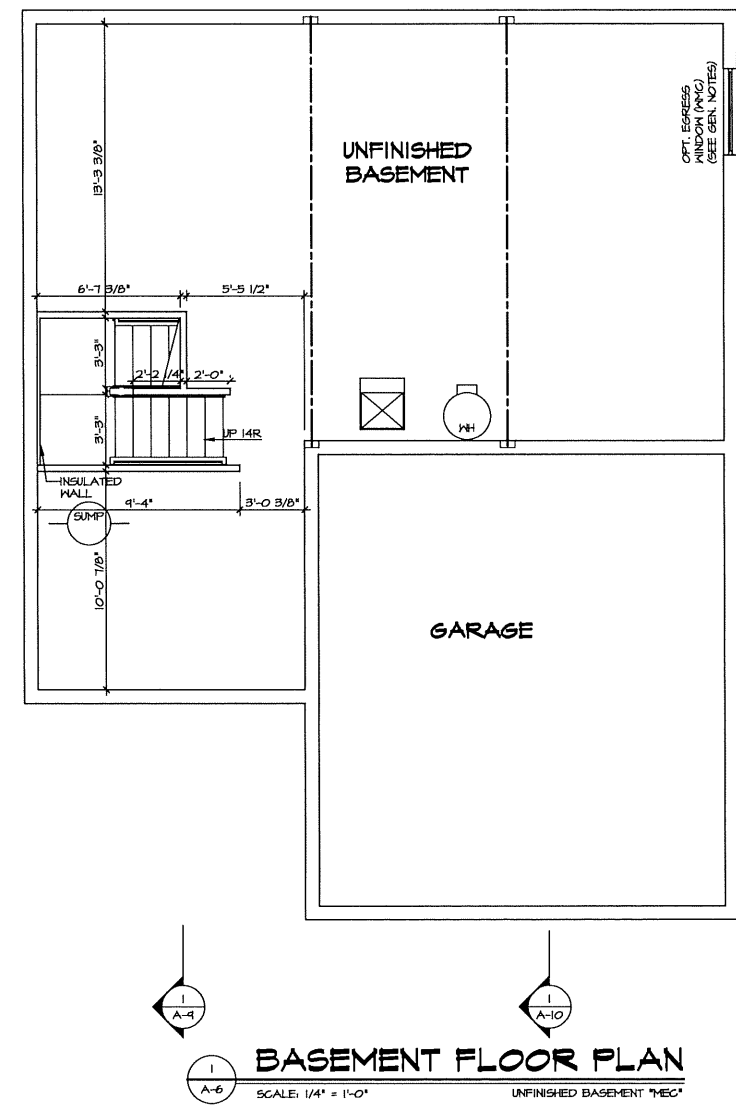 OPT. EGRESS
WINDOW (WMC)
(SEE GEN. NOTES)
UNFINISHED
BASEMENT
13'-3 3/8"
6'-7 3/8"
5'-5 1/2"
3'-3"
2'-2 1/4"
2'-0"
3'-3"
UP 14R
WH
INSULATED
WALL
9'-4"
3'-0 3/8"
SUMP
10'-0 7/8"
GARAGE
1
A-9
1
A-10
1
A-6
BASEMENT FLOOR PLAN
SCALE: 1/4" = 1'-0"
UNFINISHED BASEMENT "MEC"